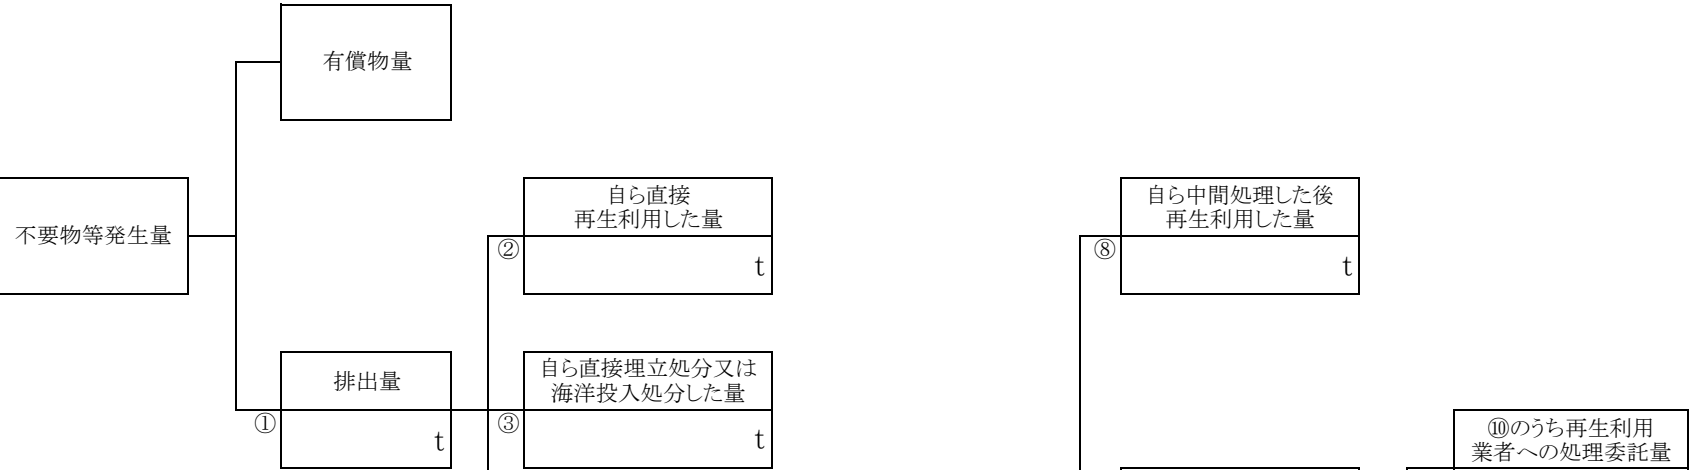 有償物量
不要物等発生量
自ら直接
再生利用した量
②
t
自ら中間処理した後
再生利用した量
⑧
t
排出量
①
t
自ら直接埋立処分又は
海洋投入処分した量
③
t
⑩のうち再生利用
業者への処理委託量